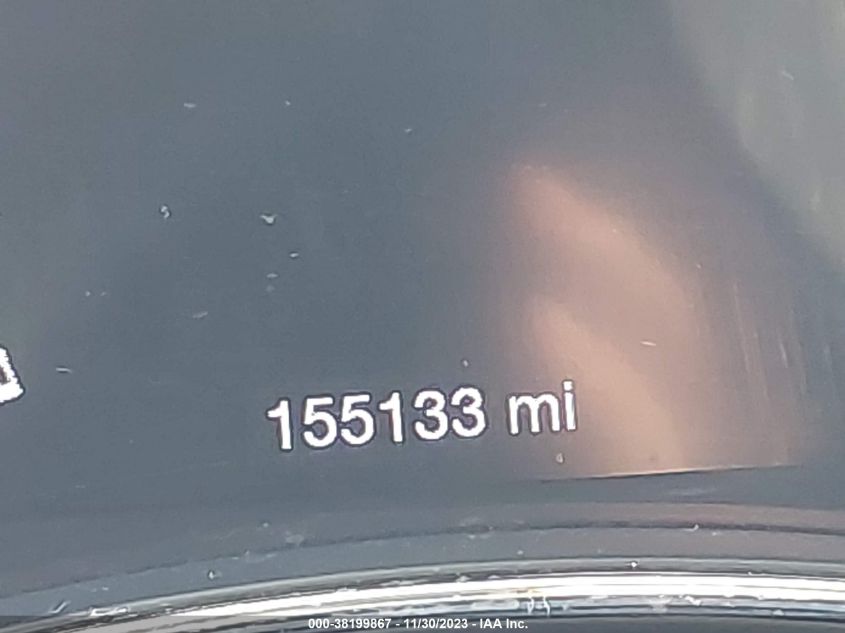 155133 mi
000-38199867 - 11/30/2023 - IAA Inc.